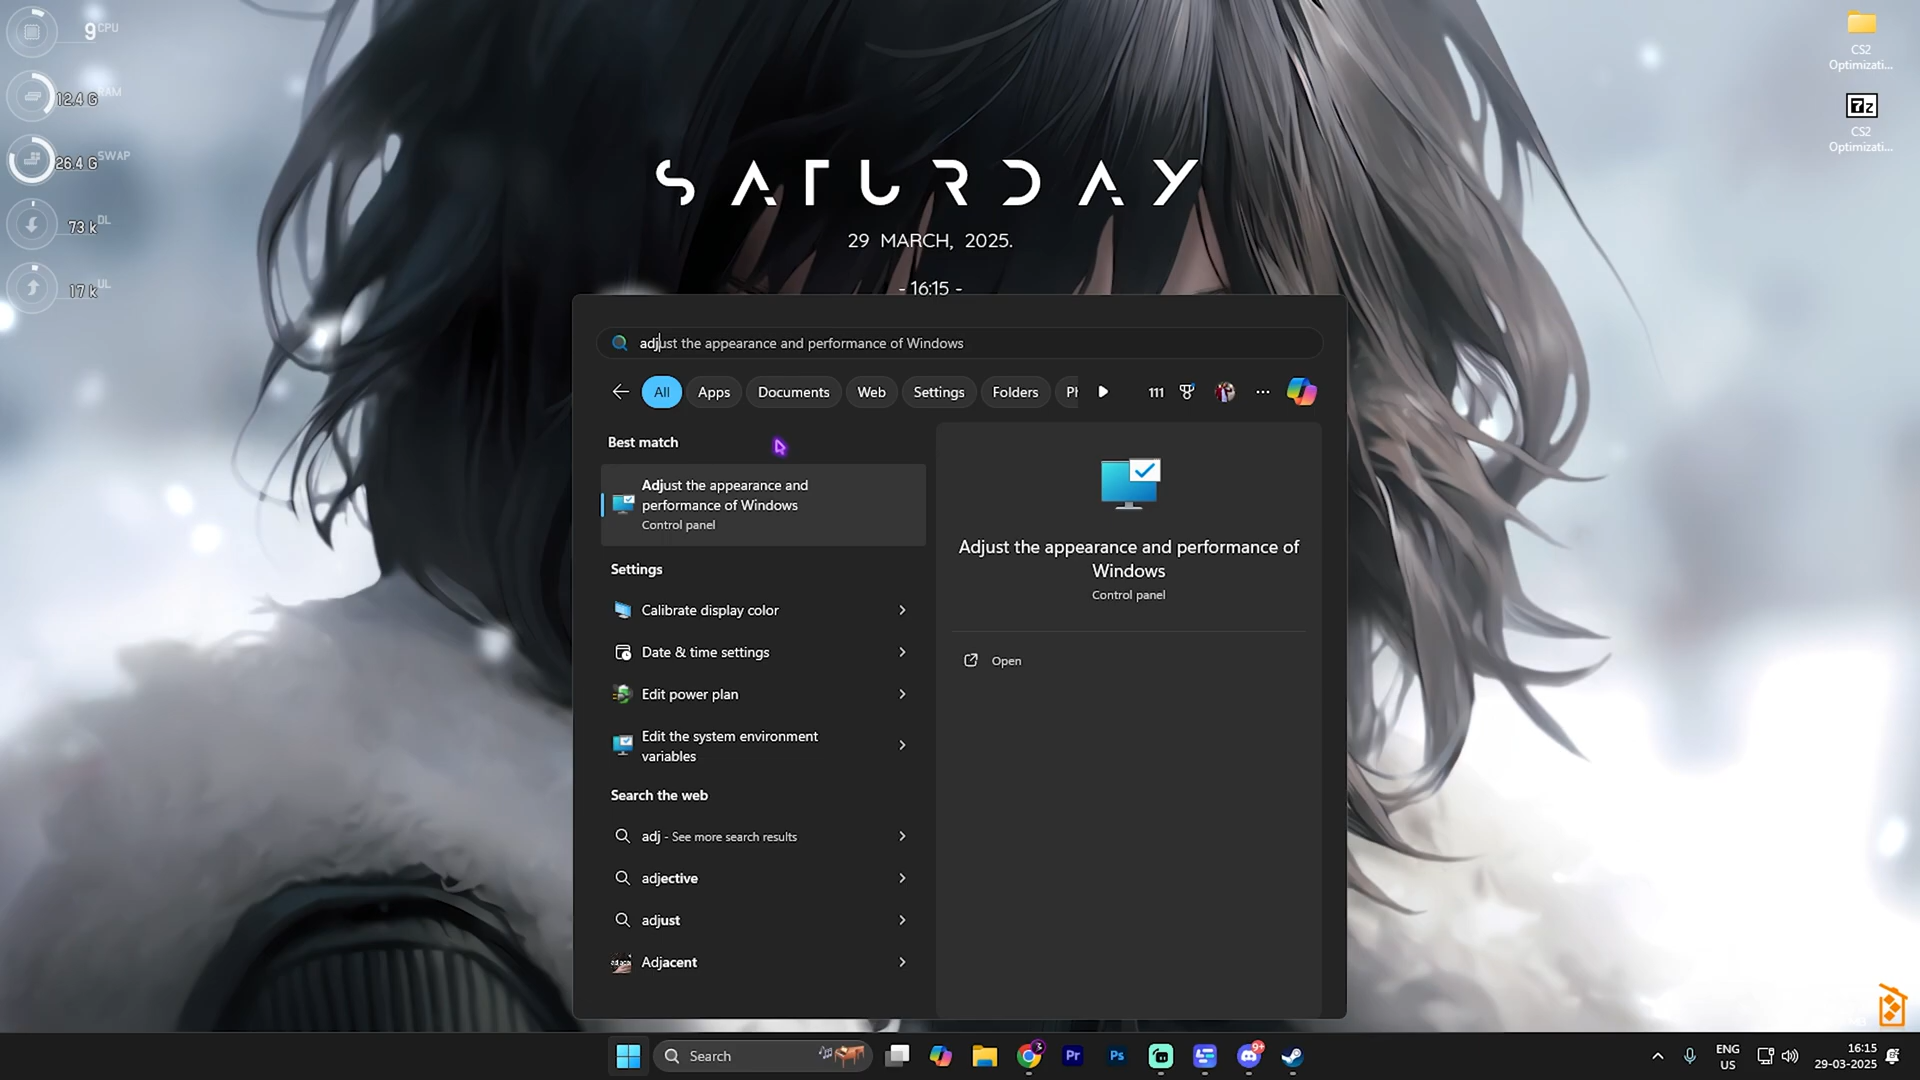 9 CPU
12.4 G RAM
26.4 G SWAP
73 k DL
17 k UL
CS2
Optimizati...
7z
CS2
Optimizati...
SATURDAY
29 MARCH, 2025.
- 16:15 -
adjust the appearance and performance of Windows
All Apps Documents Web Settings Folders Ph 111 ...
Best match
Adjust the appearance and
performance of Windows
Control panel
Settings
Calibrate display color
Date & time settings
Edit power plan
Edit the system environment
variables
Search the web
adj - See more search results
adjective
adjust
Adjacent
Adjust the appearance and performance of
Windows
Control panel
Open
Search
Pr
Ps
9+
ENG
US
16:15
29-03-2025